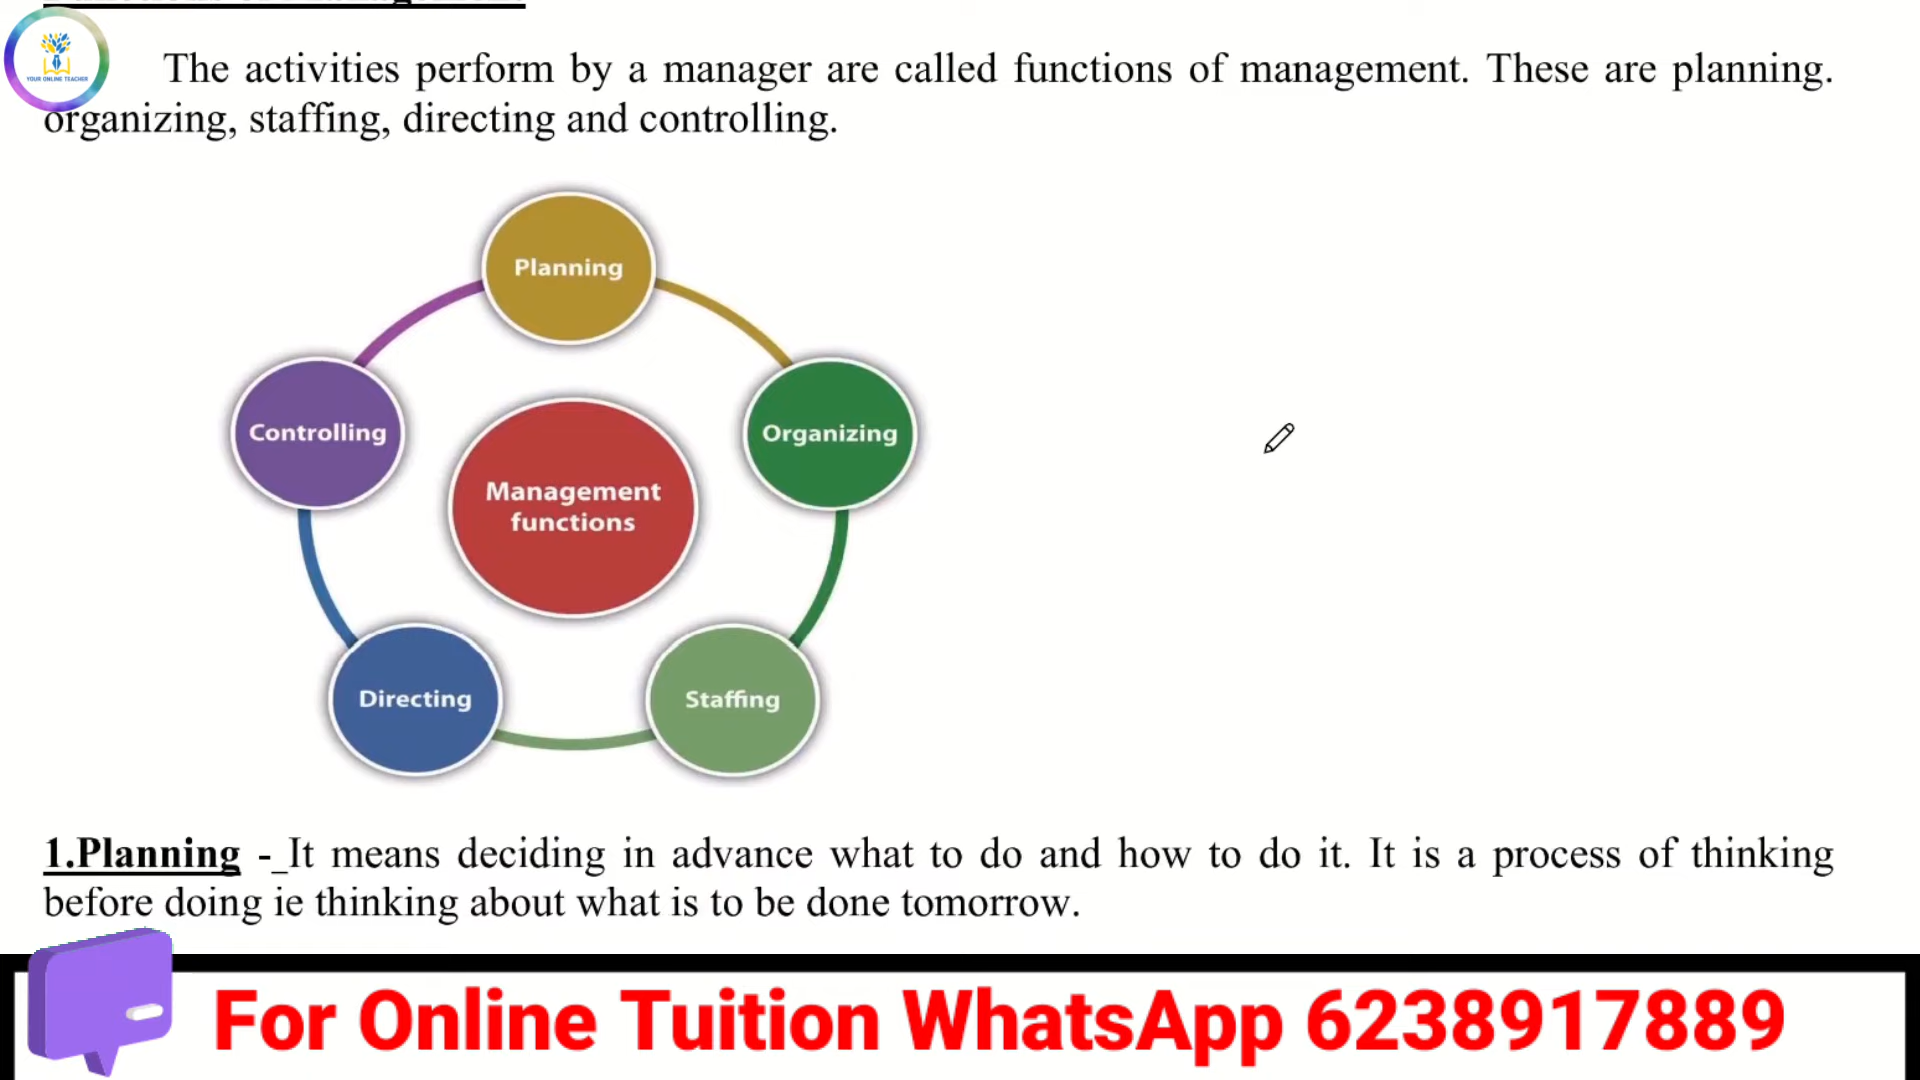 YOUR ONLINE TEACHER
The activities perform by a manager are called functions of management. These are planning.
organizing, staffing, directing and controlling.
Planning
Controlling
Organizing
Management
functions
Directing
Staffing
1.Planning -_It means deciding in advance what to do and how to do it. It is a process of thinking
before doing ie thinking about what is to be done tomorrow.
For Online Tuition WhatsApp 6238917889